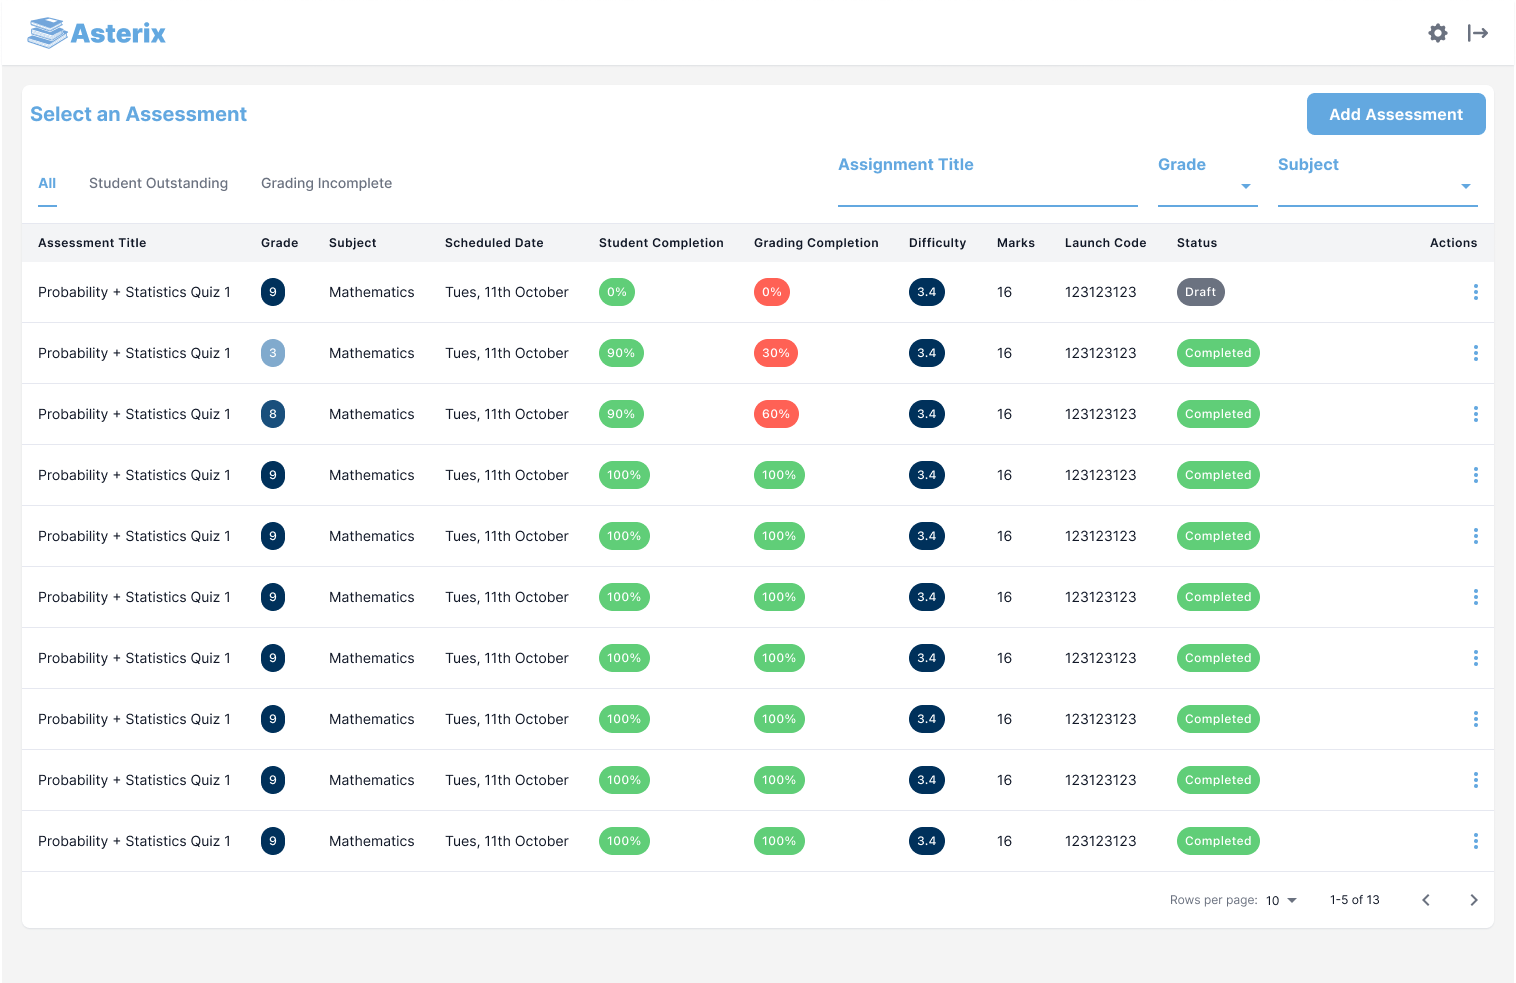 Asterix
Select an Assessment
Add Assessment
All Student Outstanding Grading Incomplete
Assignment Title Grade Subject
Assessment Title Grade Subject Scheduled Date Student Completion Grading Completion Difficulty Marks Launch Code Status Actions
Probability + Statistics Quiz 1 9 Mathematics Tues, 11th October 0% 0% 3.4 16 123123123 Draft
Probability + Statistics Quiz 1 3 Mathematics Tues, 11th October 90% 30% 3.4 16 123123123 Completed
Probability + Statistics Quiz 1 8 Mathematics Tues, 11th October 90% 60% 3.4 16 123123123 Completed
Probability + Statistics Quiz 1 9 Mathematics Tues, 11th October 100% 100% 3.4 16 123123123 Completed
Probability + Statistics Quiz 1 9 Mathematics Tues, 11th October 100% 100% 3.4 16 123123123 Completed
Probability + Statistics Quiz 1 9 Mathematics Tues, 11th October 100% 100% 3.4 16 123123123 Completed
Probability + Statistics Quiz 1 9 Mathematics Tues, 11th October 100% 100% 3.4 16 123123123 Completed
Probability + Statistics Quiz 1 9 Mathematics Tues, 11th October 100% 100% 3.4 16 123123123 Completed
Probability + Statistics Quiz 1 9 Mathematics Tues, 11th October 100% 100% 3.4 16 123123123 Completed
Probability + Statistics Quiz 1 9 Mathematics Tues, 11th October 100% 100% 3.4 16 123123123 Completed
Rows per page: 10 1-5 of 13